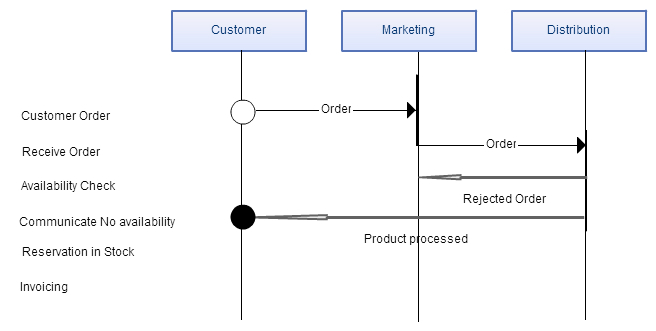 Customer
Marketing
Distribution
Customer Order
Order
Receive Order
Order
Availability Check
Rejected Order
Communicate No availability
Product processed
Reservation in Stock
Invoicing